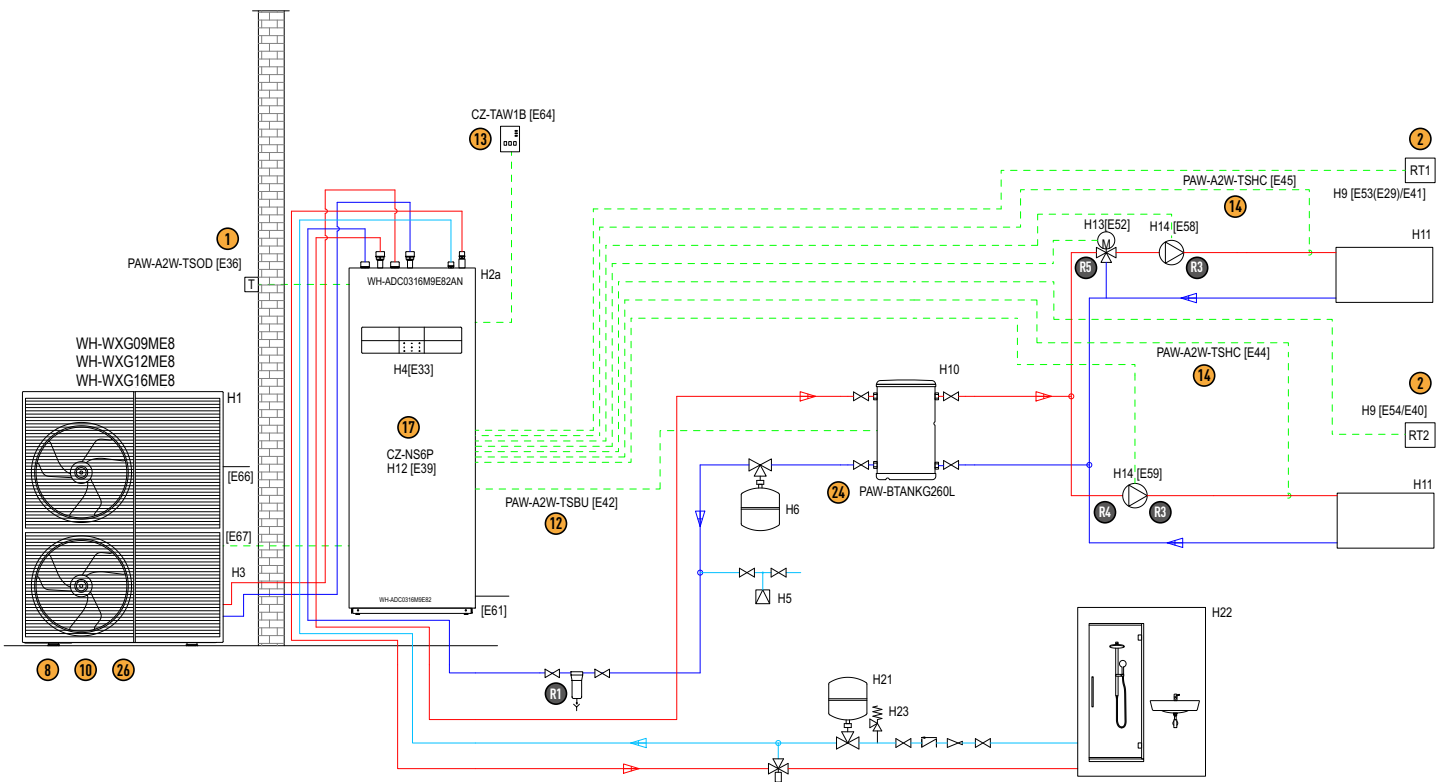 CZ-TAW1B [E64]
13
2
RT1
PAW-A2W-TSHC [E45]
H9 [E53(E29)/E41]
14
H13[E52]
H14 [E58]
M
H11
R5
R3
1
PAW-A2W-TSOD [E36]
T
H2a
WH-ADC0316M9E82AN
WH-WXG09ME8
WH-WXG12ME8
WH-WXG16ME8
H4[E33]
H1
PAW-A2W-TSHC [E44]
14
H10
2
H9 [E54/E40]
RT2
17
CZ-NS6P
H12 [E39]
[E66]
H14 [E59]
H11
PAW-A2W-TSBU [E42]
12
24
PAW-BTANKG260L
H6
R4
R3
[E67]
H3
WH-ADC0316M9E82
[E61]
H5
H22
8
10
26
R1
H21
H23